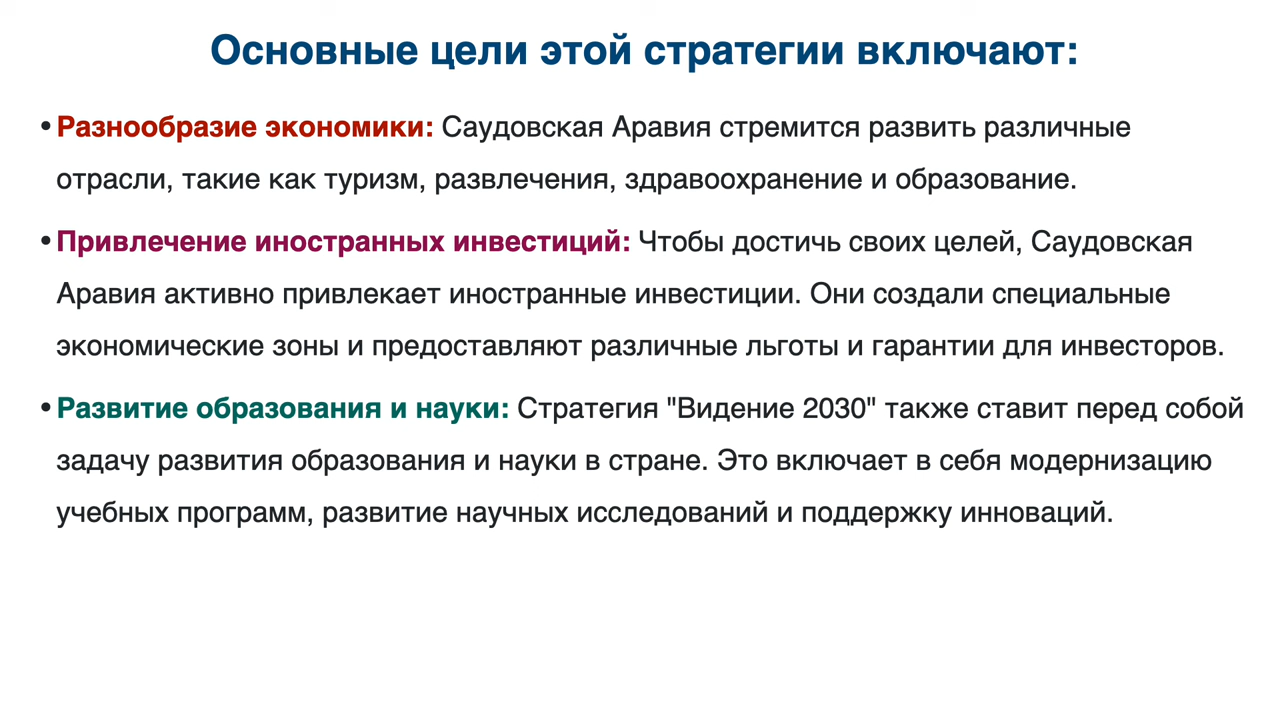 Основные цели этой стратегии включают:
•Разнообразие экономики: Саудовская Аравия стремится развить различные
отрасли, такие как туризм, развлечения, здравоохранение и образование.
•Привлечение иностранных инвестиций: Чтобы достичь своих целей, Саудовская
Аравия активно привлекает иностранные инвестиции. Они создали специальные
экономические зоны и предоставляют различные льготы и гарантии для инвесторов.
•Развитие образования и науки: Стратегия "Видение 2030" также ставит перед собой
задачу развития образования и науки в стране. Это включает в себя модернизацию
учебных программ, развитие научных исследований и поддержку инноваций.